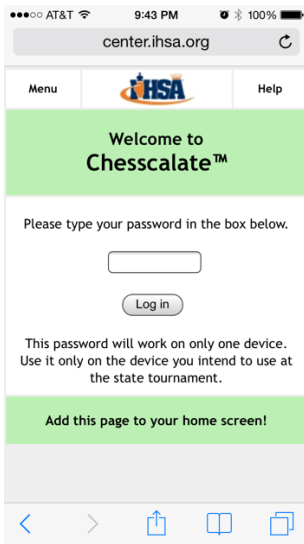 AT&T 9:43 PM 100%
center.ihsa.org
Menu IHSA Help
Welcome to
Chesscalate™
Please type your password in the box below.
Log in
This password will work on only one device.
Use it only on the device you intend to use at
the state tournament.
Add this page to your home screen!